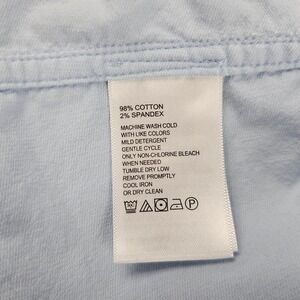 98% COTTON
2% SPANDEX
MACHINE WASH COLD
WITH LIKE COLORS
MILD DETERGENT
GENTLE CYCLE
ONLY NON-CHLORINE BLEACH
WHEN NEEDED
TUMBLE DRY LOW
REMOVE PROMPTLY
COOL IRON
OR DRY CLEAN